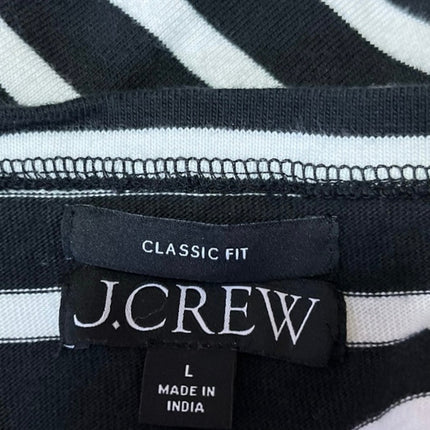 CLASSIC FIT
J.CREW
L
MADE IN
INDIA